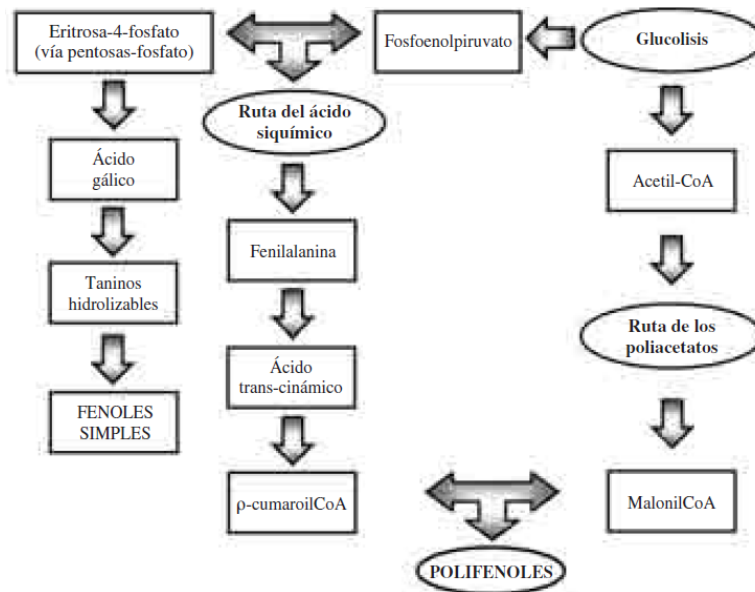 Eritrosa-4-fosfato
(vía pentosas-fosfato)
Fosfoenolpiruvato
Glucolisis
Ruta del ácido
siquímico
Ácido
gálico
Acetil-CoA
Fenilalanina
Taninos
hidrolizables
Ruta de los
poliacetatos
Ácido
trans-cinámico
FENOLES
SIMPLES
ρ-cumaroilCoA
MalonilCoA
POLIFENOLES